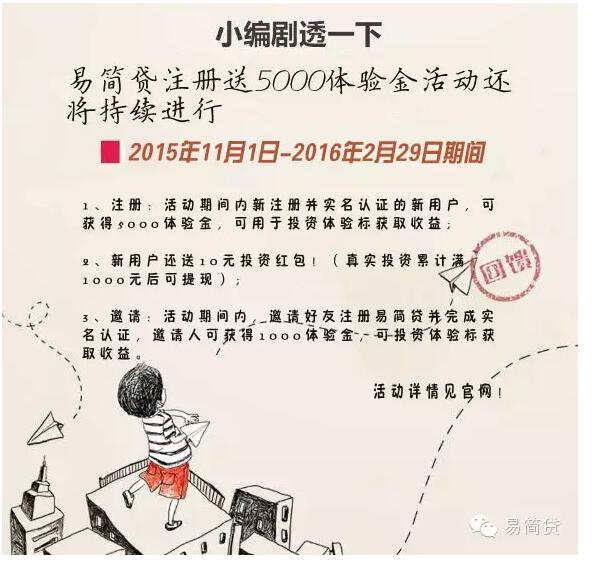 小编剧透一下
易简贷注册送5000体验金活动还
将持续进行
2015年11月1日-2016年2月29日期间
1、注册：活动期间内新注册并实名认证的新用户，可
获得5000体验金，可用于投资体验标获取收益；
2、新用户还送10元投资红包！（真实投资累计满
1000元后可提现）；
回馈
3、邀请：活动期间内，邀请好友注册易简贷并完成实
名认证，邀请人可获得1000体验金，可投资体验标获
取收益。
活动详情见官网！
易简贷